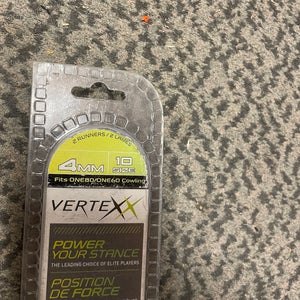 2 RUNNERS / 2 LAMES
4MM
10
SIZE
Fits ONE80/ONE60 Cowling
VERTEXX
POWER
YOUR STANCE
THE LEADING CHOICE OF ELITE PLAYERS
POSITION
DE FORCE